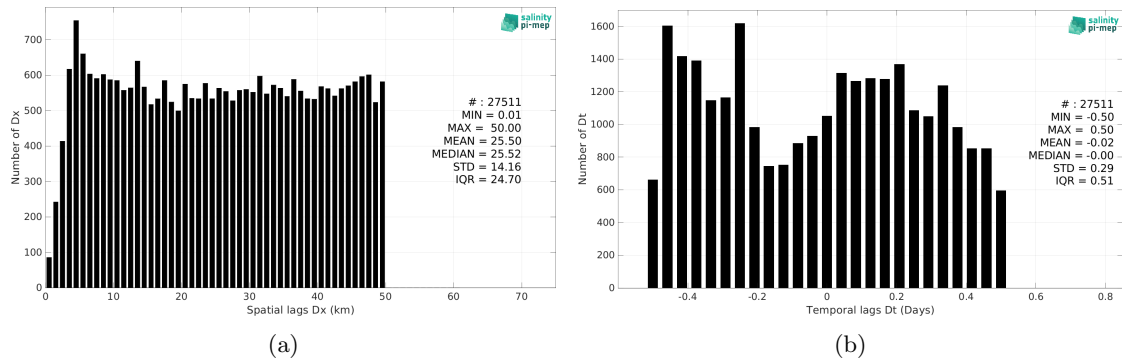 salinity
pi-mep
700
600
500
400
300
200
100
0
Number of Dx
# : 27511
MIN = 0.01
MAX = 50.00
MEAN = 25.50
MEDIAN = 25.52
STD = 14.16
IQR = 24.70
0 10 20 30 40 50 60 70
Spatial lags Dx (km)
(a)
salinity
pi-mep
1600
1400
1200
1000
800
600
400
200
0
Number of Dt
# : 27511
MIN = -0.50
MAX = 0.50
MEAN = -0.02
MEDIAN = -0.00
STD = 0.29
IQR = 0.51
-0.4 -0.2 0 0.2 0.4 0.6 0.8
Temporal lags Dt (Days)
(b)